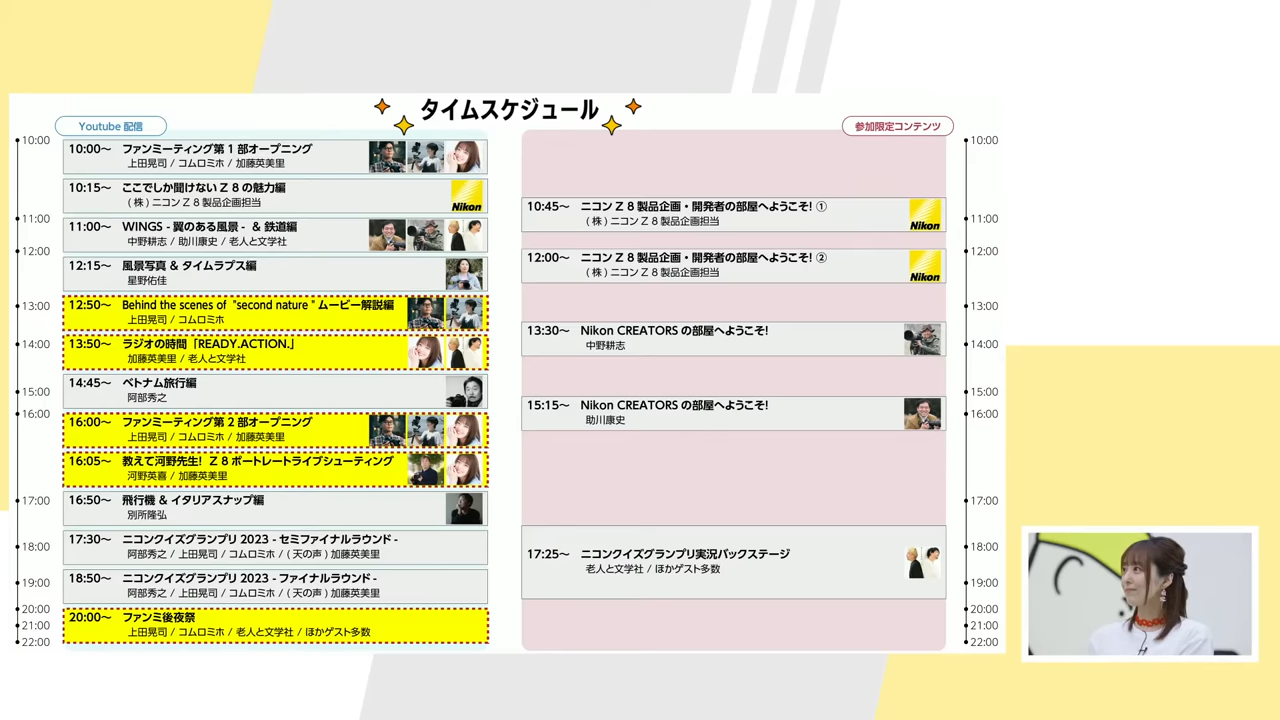 タイムスケジュール
Youtube 配信
10:00
11:00
12:00
13:00
14:00
15:00
16:00
17:00
18:00
19:00
20:00
21:00
22:00
10:00〜 ファンミーティング第1部オープニング
上田晃司 / コムロミホ / 加藤英美里
10:15〜 ここでしか聞けない Z 8 の魅力編
(株)ニコン Z 8 製品企画担当
Nikon
11:00〜 WINGS - 翼のある風景 - & 鉄道編
中野耕志 / 助川康史 / 老人と文学社
12:15〜 風景写真 & タイムラプス編
星野佑佳
12:50〜 Behind the scenes of "second nature" ムービー解説編
上田晃司 / コムロミホ
13:50〜 ラジオの時間「READY.ACTION.」
加藤英美里 / 老人と文学社
14:45〜 ベトナム旅行編
阿部秀之
16:00〜 ファンミーティング第2部オープニング
上田晃司 / コムロミホ / 加藤英美里
16:05〜 教えて河野先生! Z 8 ポートレートライブシューティング
河野英喜 / 加藤英美里
16:50〜 飛行機 & イタリアスナップ編
別所隆弘
17:30〜 ニコンクイズグランプリ 2023 - セミファイナルラウンド -
阿部秀之 / 上田晃司 / コムロミホ / (天の声) 加藤英美里
18:50〜 ニコンクイズグランプリ 2023 - ファイナルラウンド -
阿部秀之 / 上田晃司 / コムロミホ / (天の声) 加藤英美里
20:00〜 ファンミ後夜祭
上田晃司 / コムロミホ / 老人と文学社 / ほかゲスト多数
参加限定コンテンツ
10:45〜 ニコン Z 8 製品企画・開発者の部屋へようこそ! ①
(株)ニコン Z 8 製品企画担当
Nikon
12:00〜 ニコン Z 8 製品企画・開発者の部屋へようこそ! ②
(株)ニコン Z 8 製品企画担当
Nikon
13:30〜 Nikon CREATORS の部屋へようこそ!
中野耕志
15:15〜 Nikon CREATORS の部屋へようこそ!
助川康史
17:25〜 ニコンクイズグランプリ実況バックステージ
老人と文学社 / ほかゲスト多数
10:00
11:00
12:00
13:00
14:00
15:00
16:00
17:00
18:00
19:00
20:00
21:00
22:00